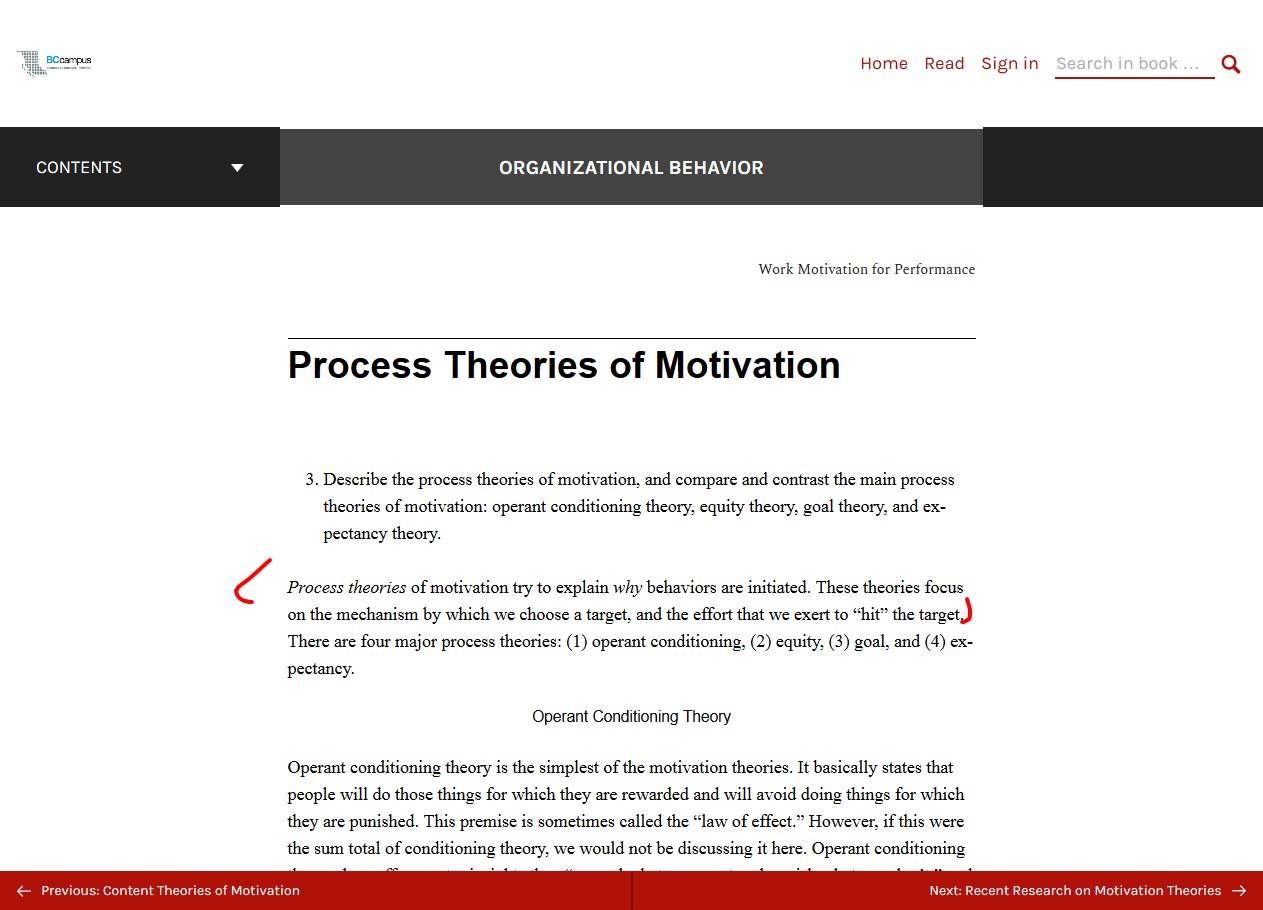 BCcampus
Home Read Sign in Search in book …
CONTENTS
ORGANIZATIONAL BEHAVIOR
Work Motivation for Performance
Process Theories of Motivation
3. Describe the process theories of motivation, and compare and contrast the main process
theories of motivation: operant conditioning theory, equity theory, goal theory, and ex-
pectancy theory.
Process theories of motivation try to explain why behaviors are initiated. These theories focus
on the mechanism by which we choose a target, and the effort that we exert to “hit” the target.
There are four major process theories: (1) operant conditioning, (2) equity, (3) goal, and (4) ex-
pectancy.
Operant Conditioning Theory
Operant conditioning theory is the simplest of the motivation theories. It basically states that
people will do those things for which they are rewarded and will avoid doing things for which
they are punished. This premise is sometimes called the “law of effect.” However, if this were
the sum total of conditioning theory, we would not be discussing it here. Operant conditioning
← Previous: Content Theories of Motivation
Next: Recent Research on Motivation Theories →